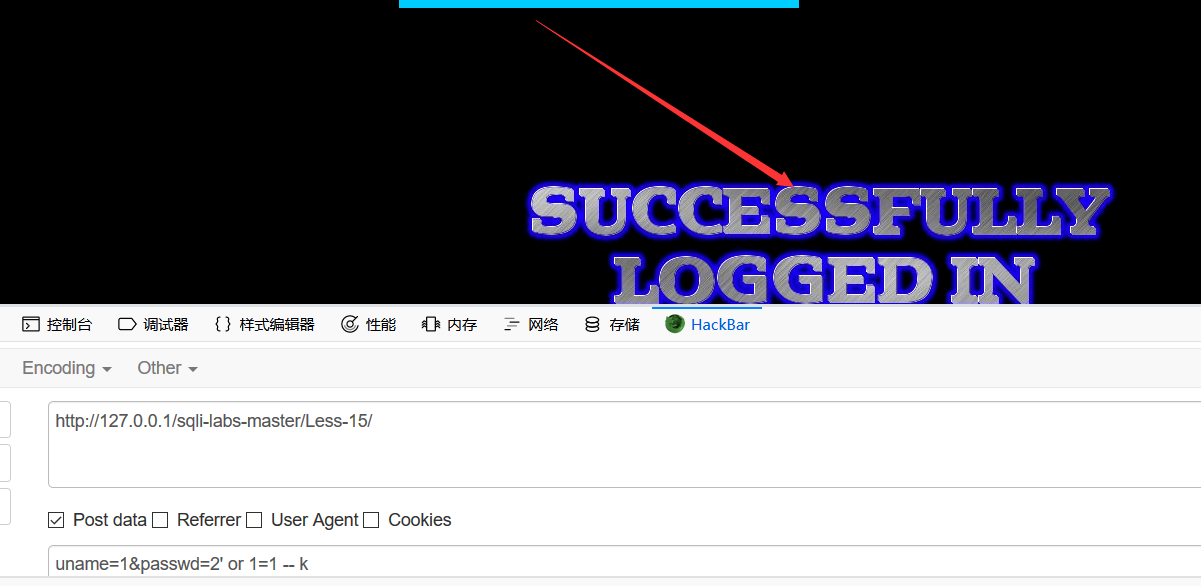 SUCCESSFULLY
LOGGED IN
控制台 调试器 {} 样式编辑器 性能 内存 网络 存储 HackBar
Encoding Other
http://127.0.0.1/sqli-labs-master/Less-15/
Post data Referrer User Agent Cookies
uname=1&passwd=2' or 1=1 -- k